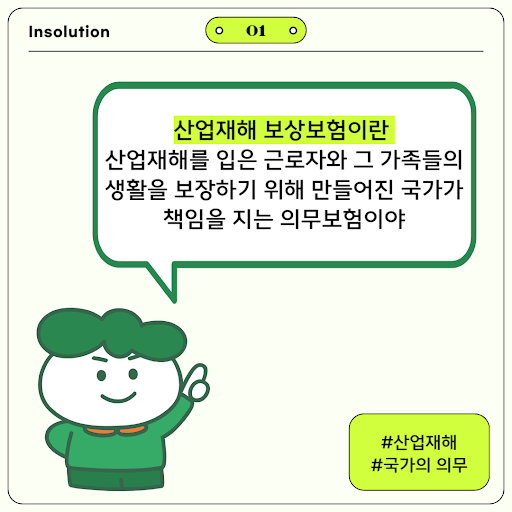 Insolution
01
산업재해 보상보험이란
산업재해를 입은 근로자와 그 가족들의
생활을 보장하기 위해 만들어진 국가가
책임을 지는 의무보험이야
#산업재해
#국가의 의무